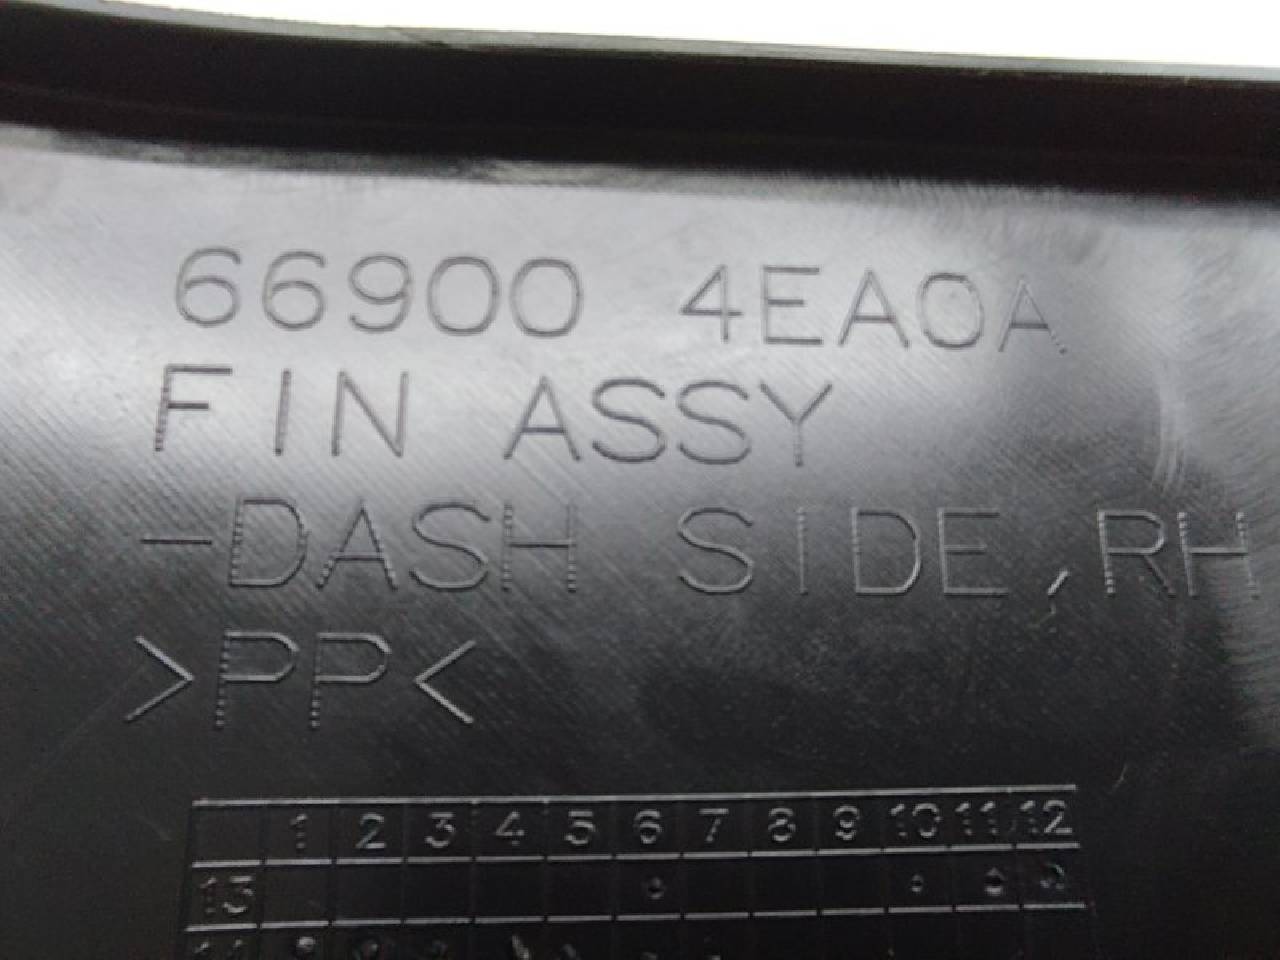 66900 4EA0A
FIN ASSY
-DASH SIDE, RH
>PP<
1 2 3 4 5 6 7 8 9 10 11 12
13
14